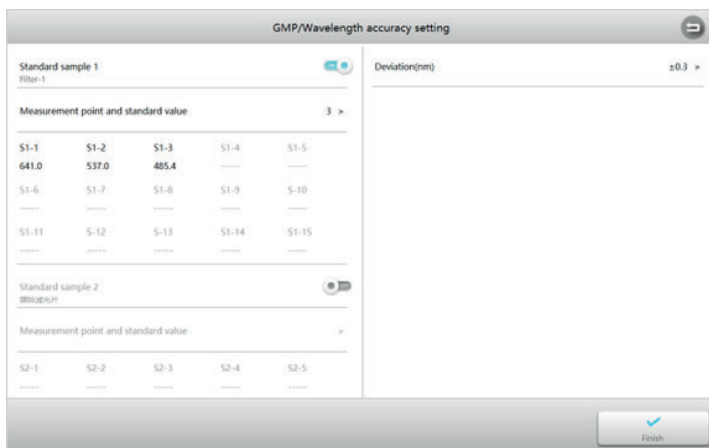 GMP/Wavelength accuracy setting
Standard sample 1
Filter-1
Measurement point and standard value 3 >
S1-1 S1-2 S1-3 S1-4 S1-5
641.0 537.0 485.4 ----- -----
S1-6 S1-7 S1-8 S1-9 S-10
----- ----- ----- ----- -----
S1-11 S-12 S-13 S1-14 S1-15
----- ----- ----- ----- -----
Standard sample 2
Measurement point and standard value >
S2-1 S2-2 S2-3 S2-4 S2-5
----- ----- ----- ----- -----
Deviation(nm) ±0.3 >
Finish